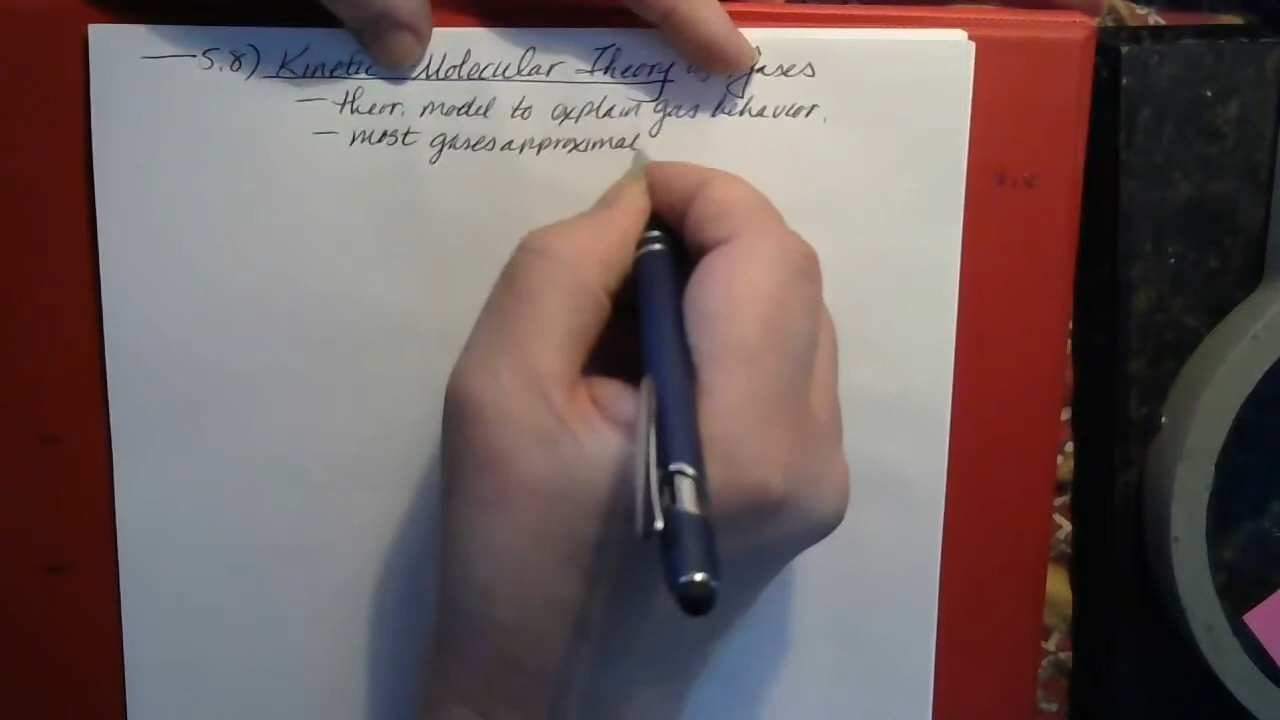 — 5.8) Kinetic Molecular Theory of gases
— theor. model to explain gas behavior.
— most gases approximat